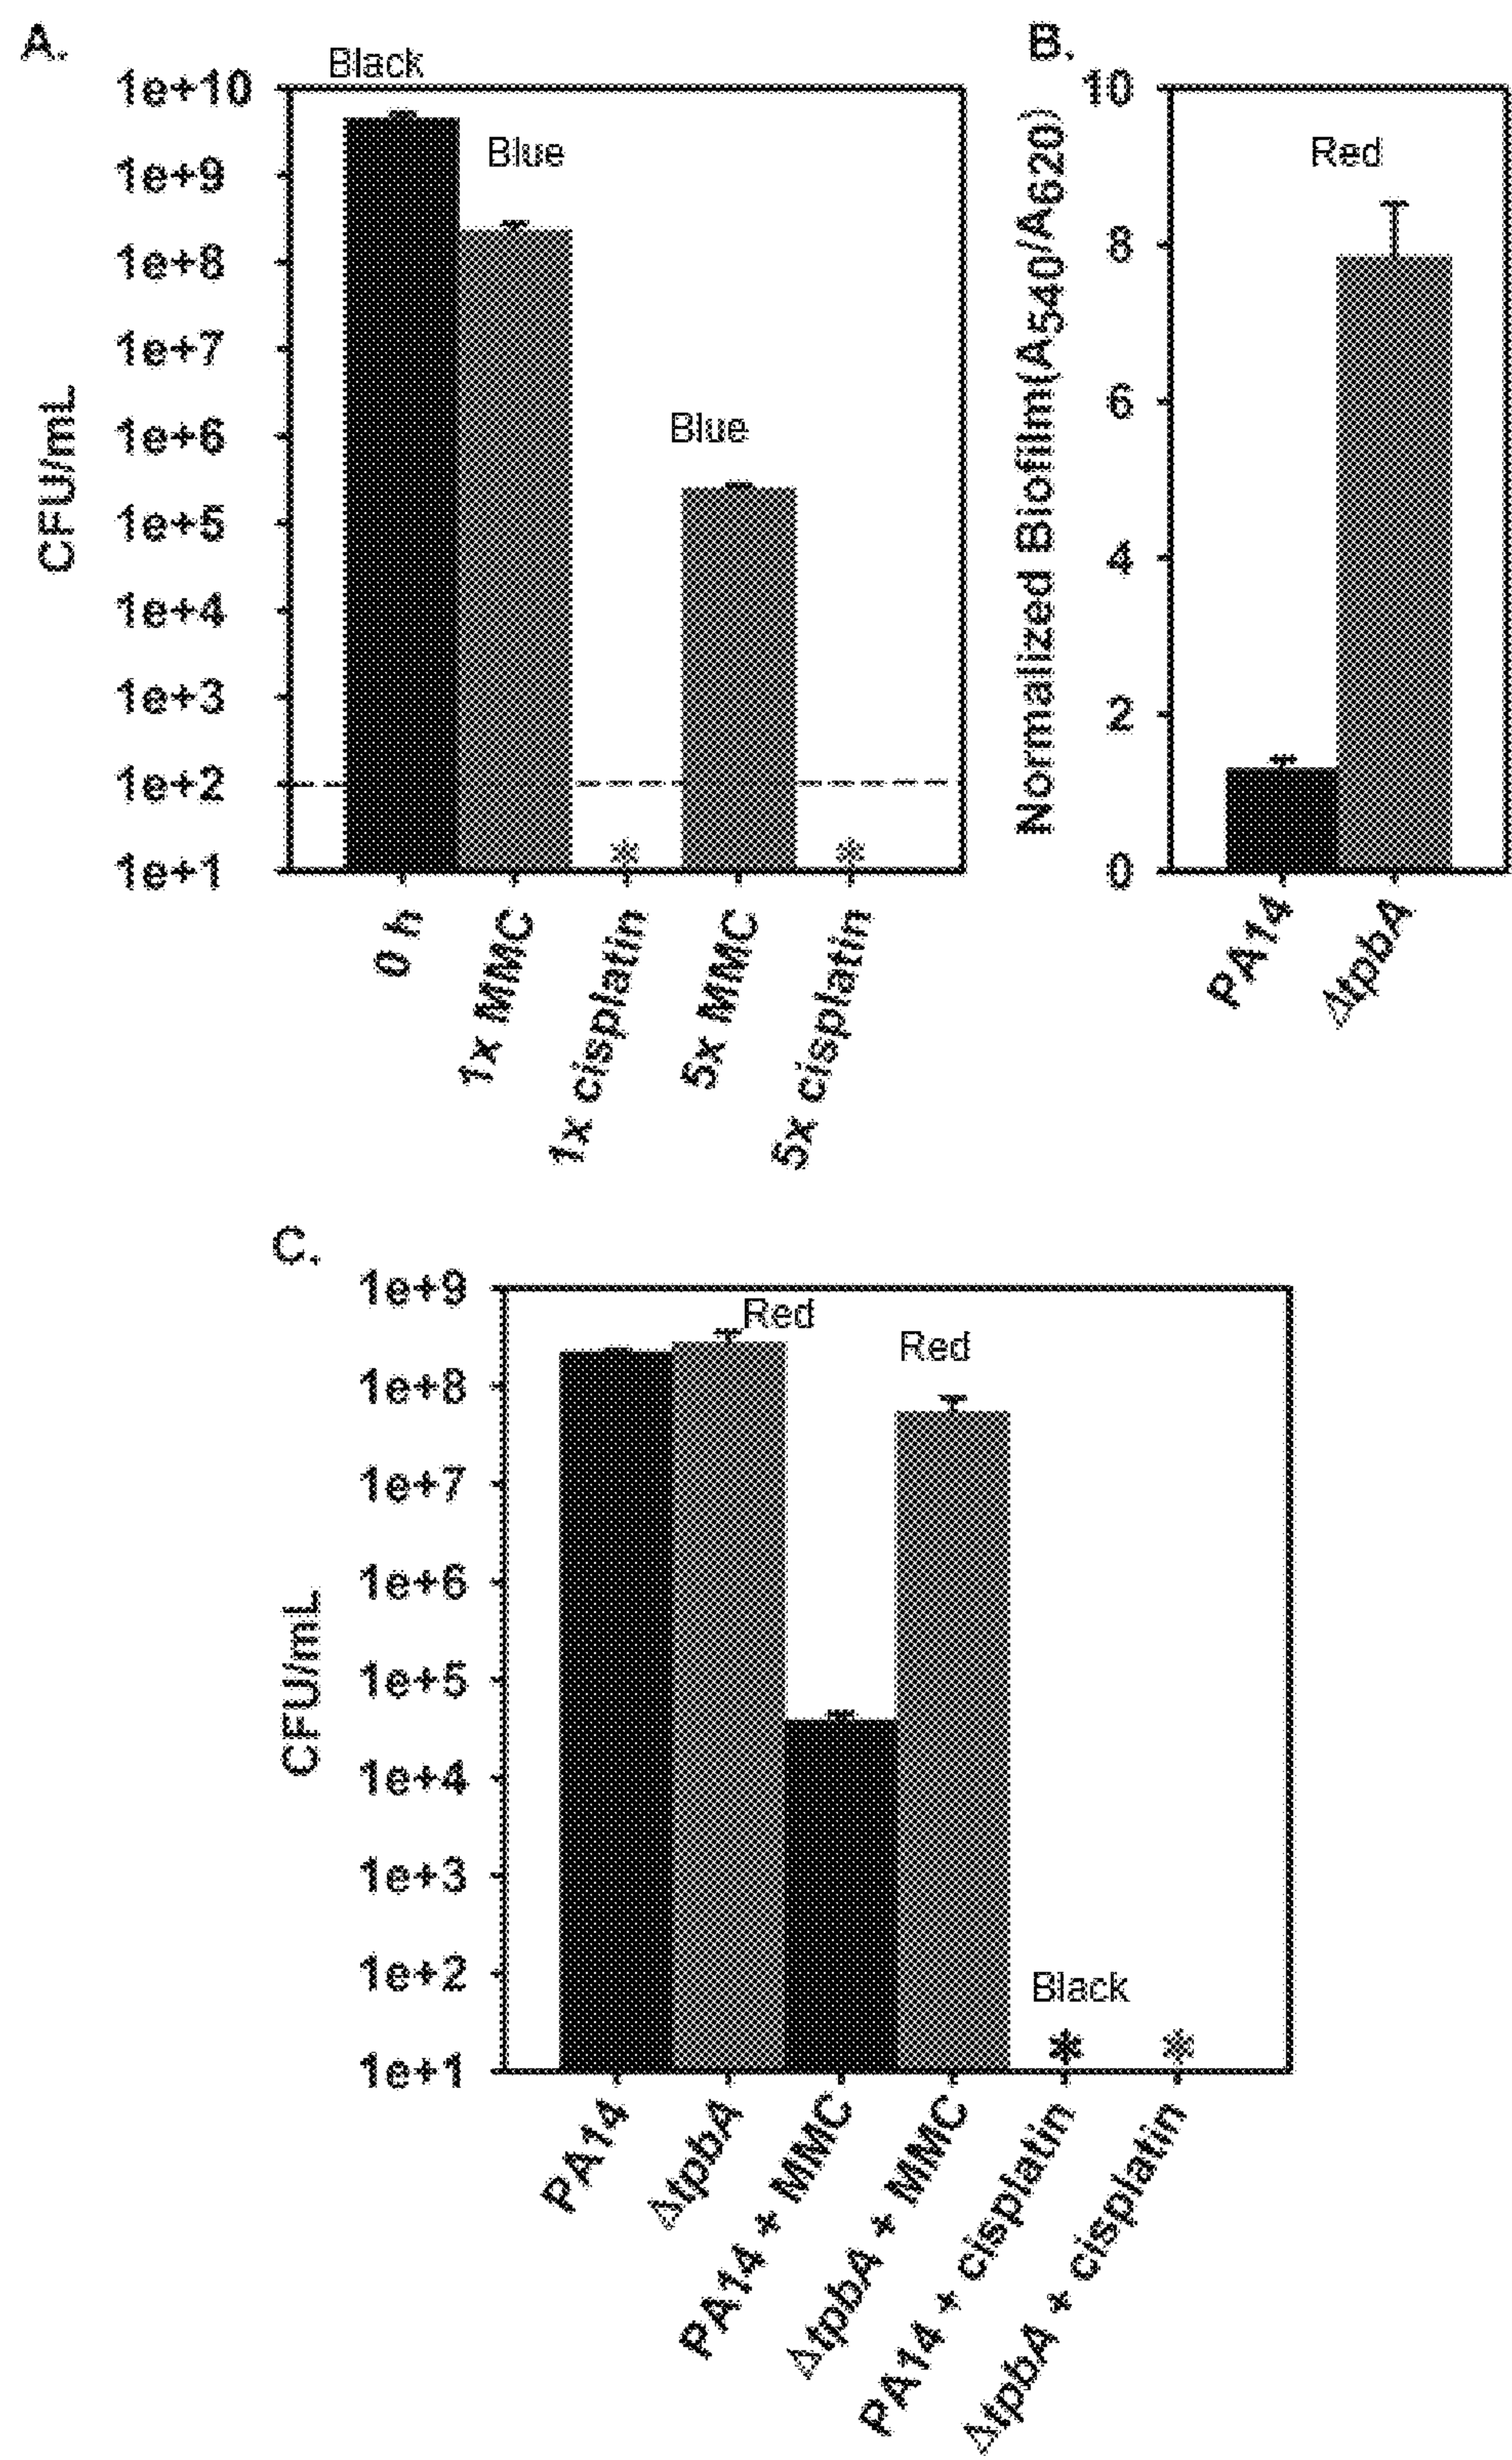 A.
Black
Blue
Blue
1e+10
1e+9
1e+8
1e+7
1e+6
1e+5
1e+4
1e+3
1e+2
1e+1
CFU/mL
*
*
0 h
1x MMC
1x cisplatin
5x MMC
5x cisplatin
B.
Red
10
8
6
4
2
0
Normalized Biofilm(A540/A620)
PA14
ΔtpbA
C.
Red
Red
Black
1e+9
1e+8
1e+7
1e+6
1e+5
1e+4
1e+3
1e+2
1e+1
CFU/mL
*
*
PA14
ΔtpbA
PA14 + MMC
ΔtpbA + MMC
PA14 + cisplatin
ΔtpbA + cisplatin